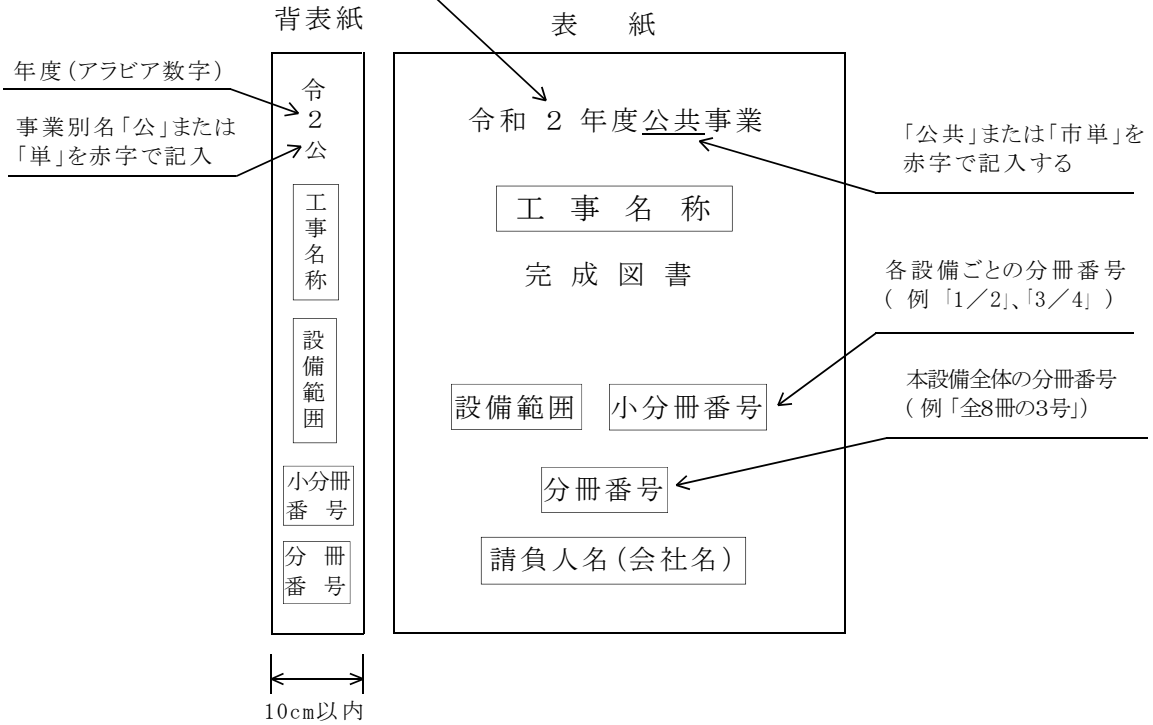 背表紙
表　紙
年度(アラビア数字)
事業別名「公」または
「単」を赤字で記入
令
2
公
工
事
名
称
設
備
範
囲
小分冊
番　号
分　冊
番　号
10cm以内
令和 2 年度公共事業
工 事 名 称
完 成 図 書
設備範囲　小分冊番号
分冊番号
請負人名(会社名)
「公共」または「市単」を
赤字で記入する
各設備ごとの分冊番号
( 例 「1／2」、「3／4」 )
本設備全体の分冊番号
( 例 「全8冊の3号」)